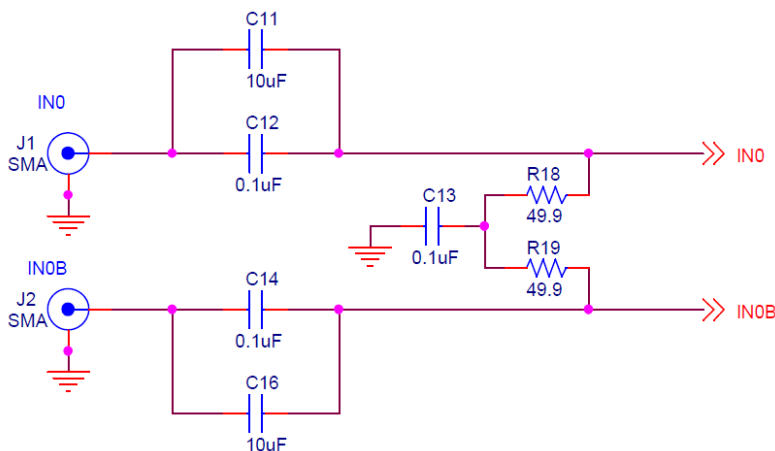 C11
10uF
IN0
J1
SMA
C12
0.1uF
IN0
R18
49.9
C13
0.1uF
R19
49.9
IN0B
J2
SMA
C14
0.1uF
IN0B
C16
10uF